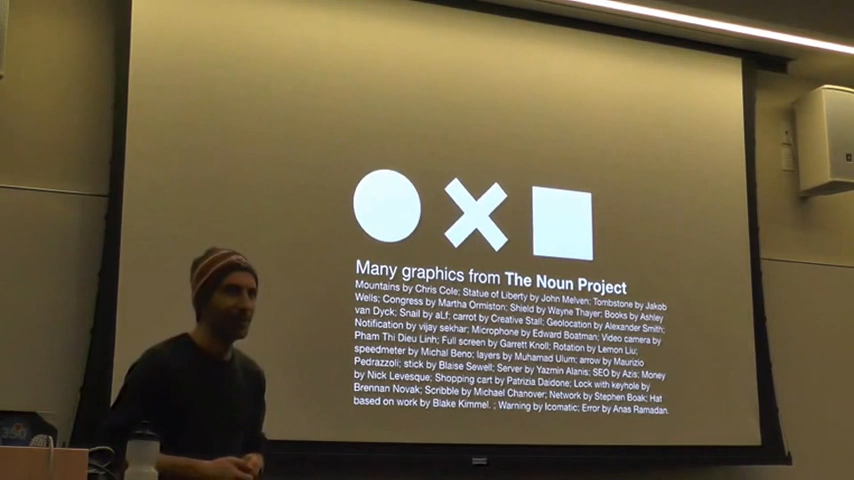 Many graphics from The Noun Project
Mountains by Chris Cole; Statue of Liberty by John Melven; Tombstone by Jakob
Wells; Congress by Martha Ormiston; Shield by Wayne Thayer; Books by Ashley
van Dyck; Snail by aLf; carrot by Creative Stall; Geolocation by Alexander Smith;
Notification by vijay sekhar; Microphone by Edward Boatman; Video camera by
Pham Thi Dieu Linh; Full screen by Garrett Knoll; Rotation by Lemon Liu;
speedmeter by Michal Beno; layers by Muhamad Ulum; arrow by Maurizio
Pedrazzoli; stick by Blaise Sewell; Server by Yazmin Alanis; SEO by Azis; Money
by Nick Levesque; Shopping cart by Patrizia Daidone; Lock with keyhole by
Brennan Novak; Scribble by Michael Chanover; Network by Stephen Boak; Hat
based on work by Blake Kimmel. ; Warning by Icomatic; Error by Anas Ramadan.
350